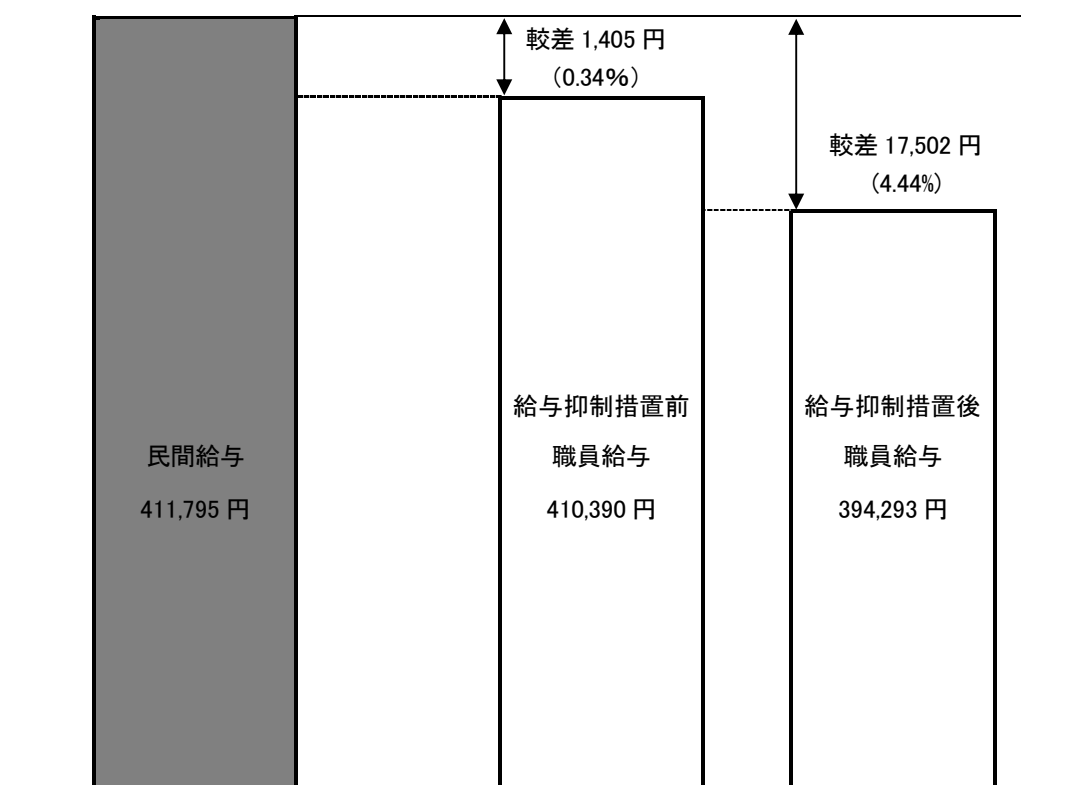 較差 1,405 円
（0.34％）
較差 17,502 円
（4.44%）
民間給与
411,795 円
給与抑制措置前
職員給与
410,390 円
給与抑制措置後
職員給与
394,293 円